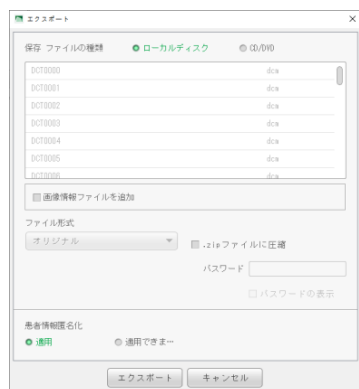 エクスポート
保存 ファイルの種類 ローカルディスク CD/DVD
DCT0000 dcm
DCT0001 dcm
DCT0002 dcm
DCT0003 dcm
DCT0004 dcm
DCT0005 dcm
DCT0006 dcm
画像情報ファイルを追加
ファイル形式
オリジナル .zipファイルに圧縮
パスワード
パスワードの表示
患者情報匿名化
適用 適用できま…
エクスポート キャンセル